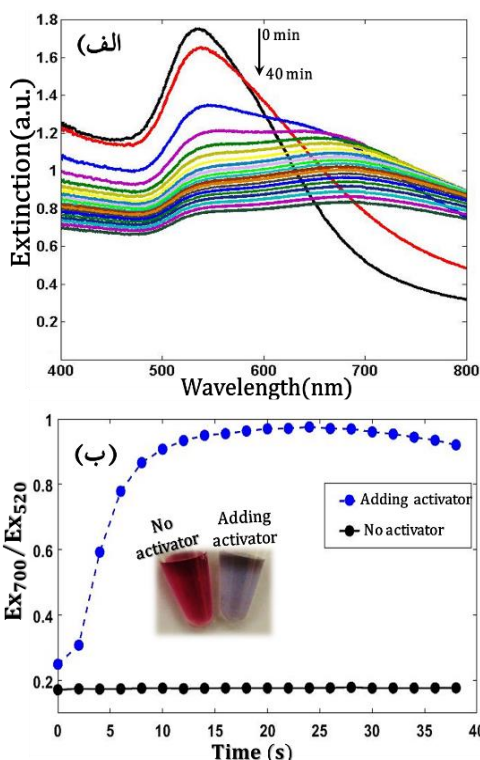 الف)
0 min
40 min
1.8
1.6
1.4
1.2
1
0.8
0.6
0.4
0.2
Extinction(a.u.)
400 500 600 700 800
Wavelength(nm)
(ب)
1
0.8
0.6
0.4
0.2
Ex700/Ex520
No activator
Adding activator
Adding activator
No activator
0 5 10 15 20 25 30 35 40
Time (s)